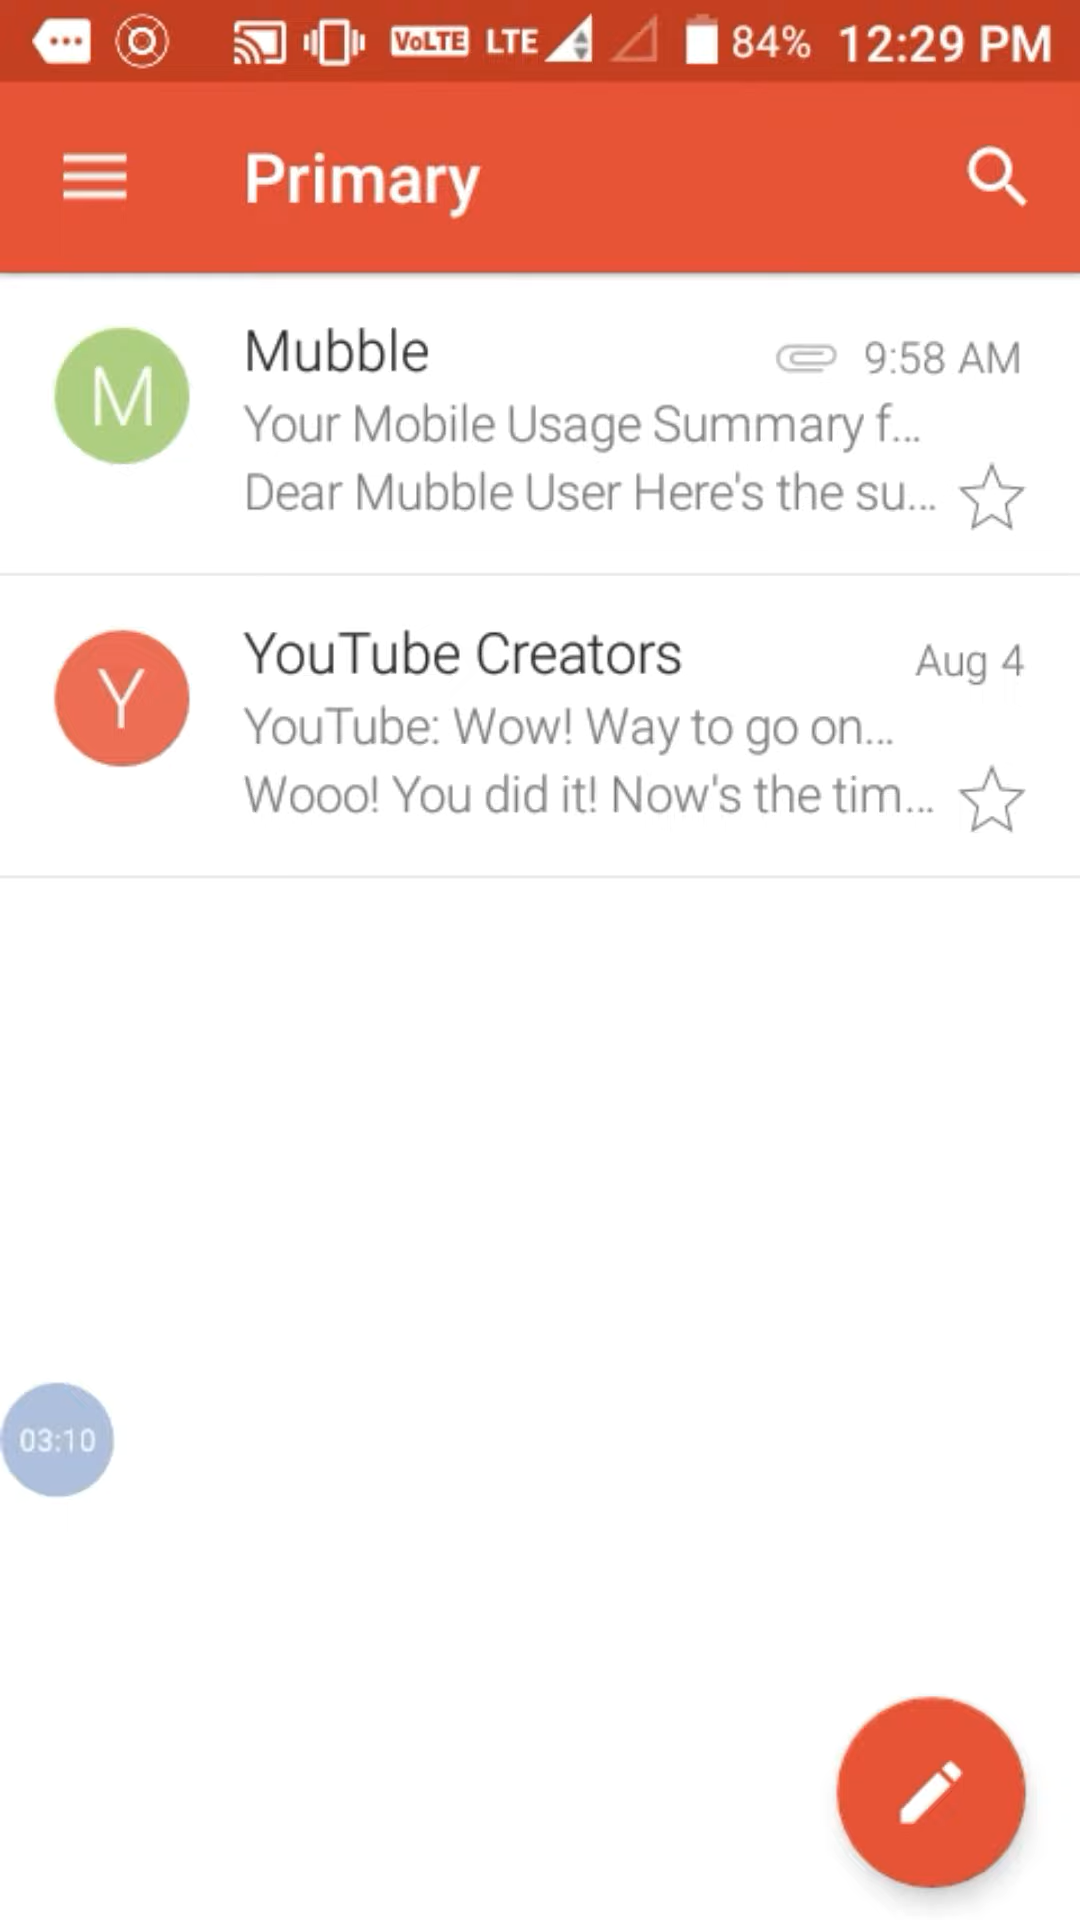 VoLTE LTE 84% 12:29 PM
Primary
M
Mubble 9:58 AM
Your Mobile Usage Summary f...
Dear Mubble User Here's the su...
Y
YouTube Creators Aug 4
YouTube: Wow! Way to go on...
Wooo! You did it! Now's the tim...
03:10